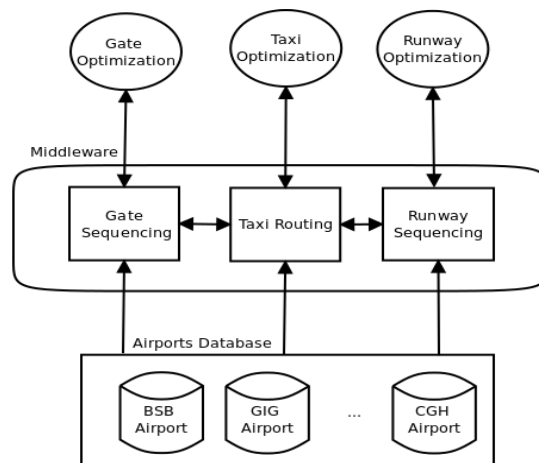 Gate
Optimization
Taxi
Optimization
Runway
Optimization
Middleware
Gate
Sequencing
Taxi Routing
Runway
Sequencing
Airports Database
BSB
Airport
GIG
Airport
...
CGH
Airport